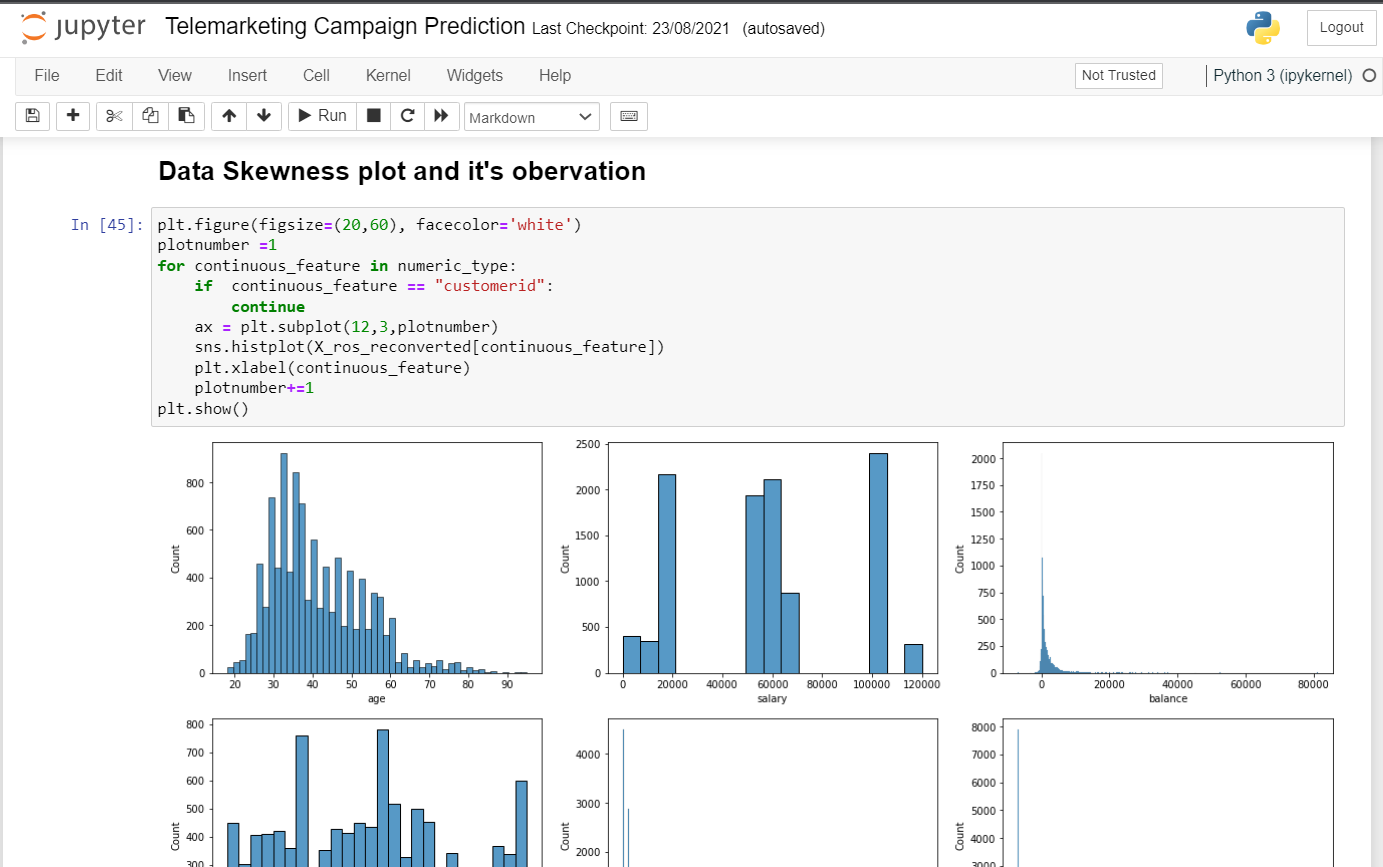 jupyter Telemarketing Campaign Prediction Last Checkpoint: 23/08/2021 (autosaved) Logout
File Edit View Insert Cell Kernel Widgets Help Not Trusted Python 3 (ipykernel)
Run Markdown
Data Skewness plot and it's obervation
In [45]: plt.figure(figsize=(20,60), facecolor='white')
plotnumber =1
for continuous_feature in numeric_type:
    if  continuous_feature == "customerid":
        continue
    ax = plt.subplot(12,3,plotnumber)
    sns.histplot(X_ros_reconverted[continuous_feature])
    plt.xlabel(continuous_feature)
    plotnumber+=1
plt.show()
800
600
400
200
0
Count
20 30 40 50 60 70 80 90
age
2500
2000
1500
1000
500
0
Count
0 20000 40000 60000 80000 100000 120000
salary
2000
1750
1500
1250
1000
750
500
250
0
Count
0 20000 40000 60000 80000
balance
800
700
600
500
400
300
Count
4000
3000
2000
Count
8000
7000
6000
5000
4000
3000
Count